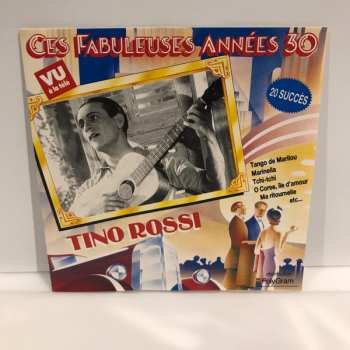 CES FABULEUSES ANNÉES 30
VU
à la télé
20 SUCCÈS
Tango de Marilou
Marinella
Tchi-tchi
O Corse, île d'amour
Ma ritournelle
etc...
TINO ROSSI
PolyGram